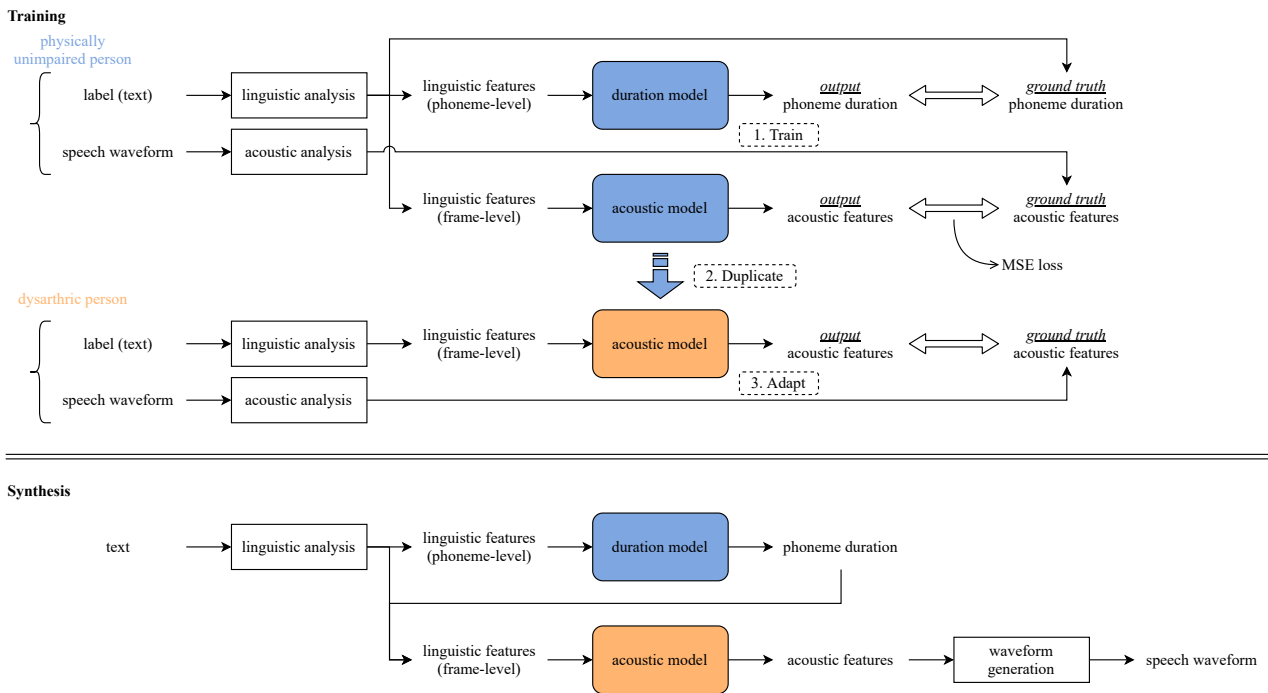 Training
physically
unimpaired person
label (text)
linguistic analysis
linguistic features
(phoneme-level)
duration model
output
phoneme duration
ground truth
phoneme duration
1. Train
speech waveform
acoustic analysis
linguistic features
(frame-level)
acoustic model
output
acoustic features
ground truth
acoustic features
MSE loss
2. Duplicate
dysarthric person
label (text)
linguistic analysis
linguistic features
(frame-level)
acoustic model
output
acoustic features
ground truth
acoustic features
3. Adapt
speech waveform
acoustic analysis
Synthesis
text
linguistic analysis
linguistic features
(phoneme-level)
duration model
phoneme duration
linguistic features
(frame-level)
acoustic model
acoustic features
waveform
generation
speech waveform